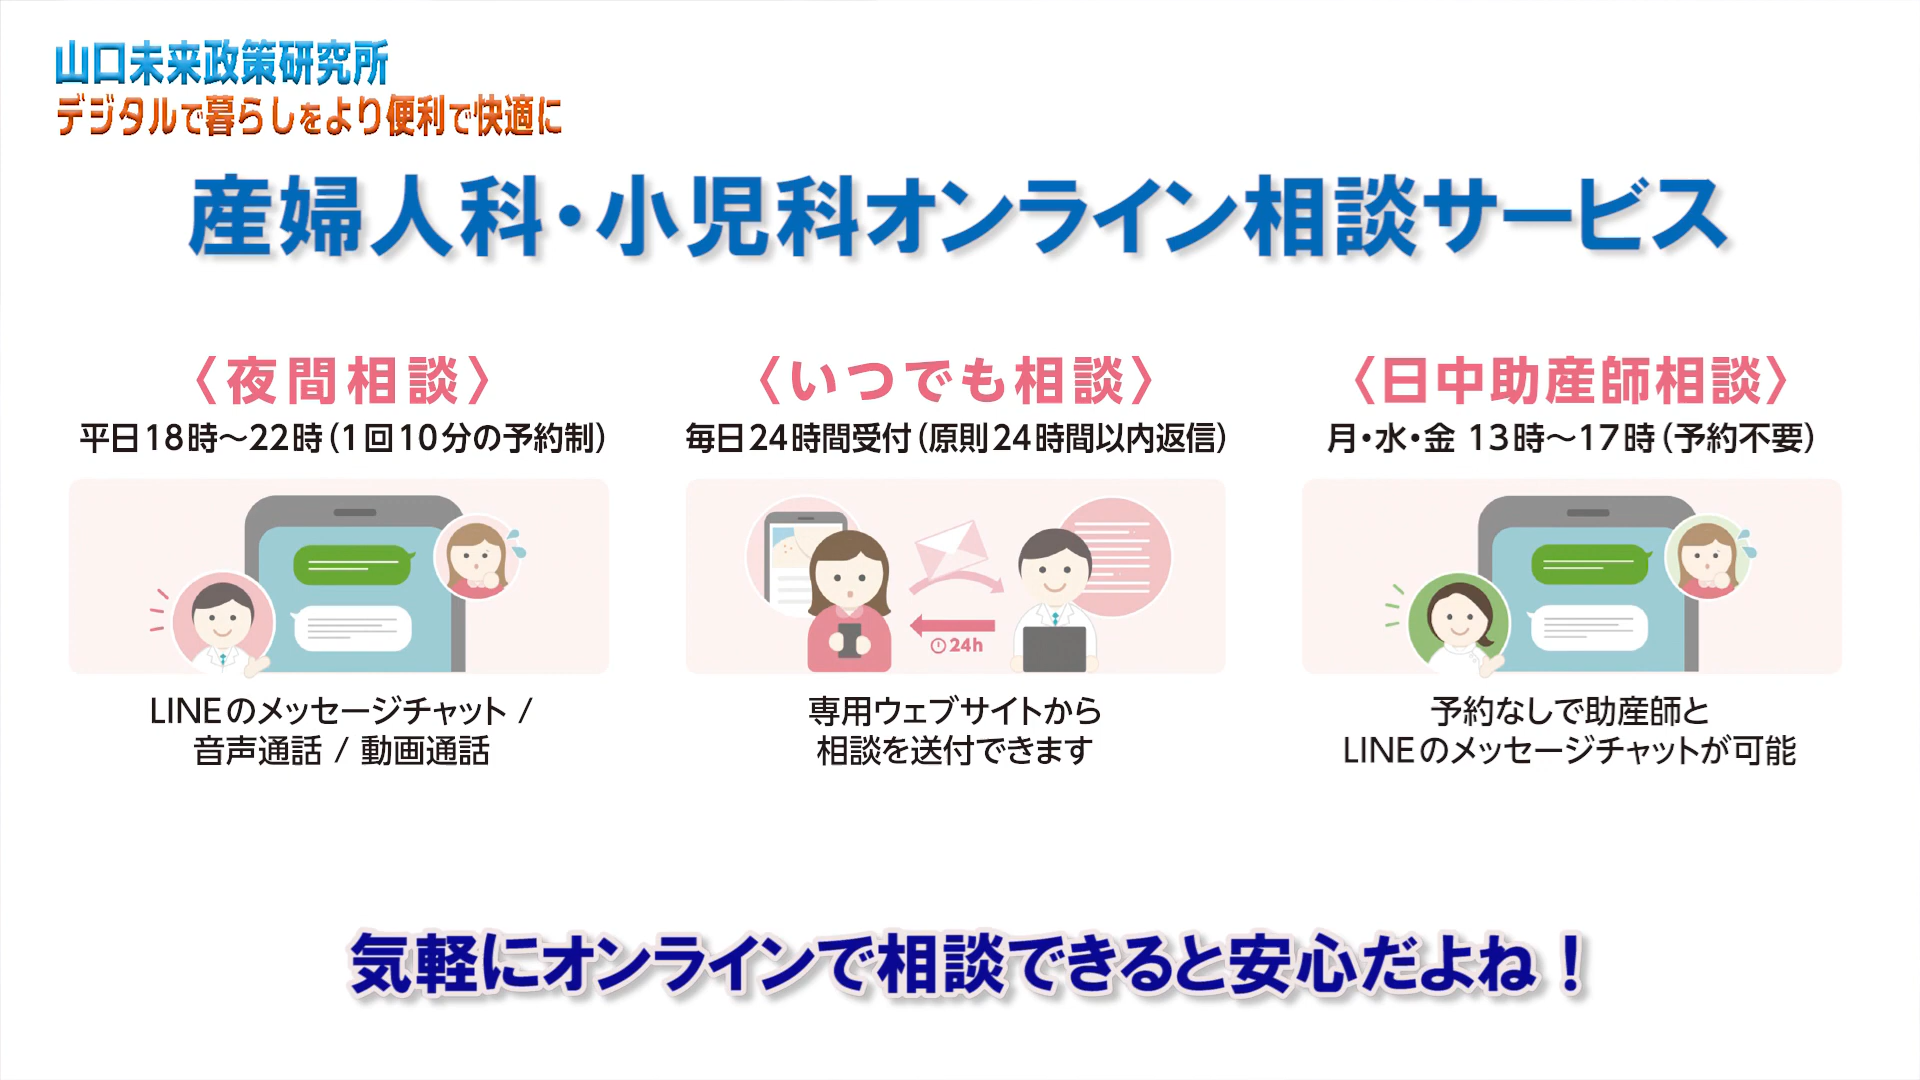 山口未来政策研究所
デジタルで暮らしをより便利で快適に
産婦人科・小児科オンライン相談サービス
〈夜間相談〉
平日18時～22時(1回10分の予約制)
LINEのメッセージチャット /
音声通話 / 動画通話
〈いつでも相談〉
毎日24時間受付(原則24時間以内返信)
24h
専用ウェブサイトから
相談を送付できます
〈日中助産師相談〉
月・水・金 13時～17時(予約不要)
予約なしで助産師と
LINEのメッセージチャットが可能
気軽にオンラインで相談できると安心だよね！